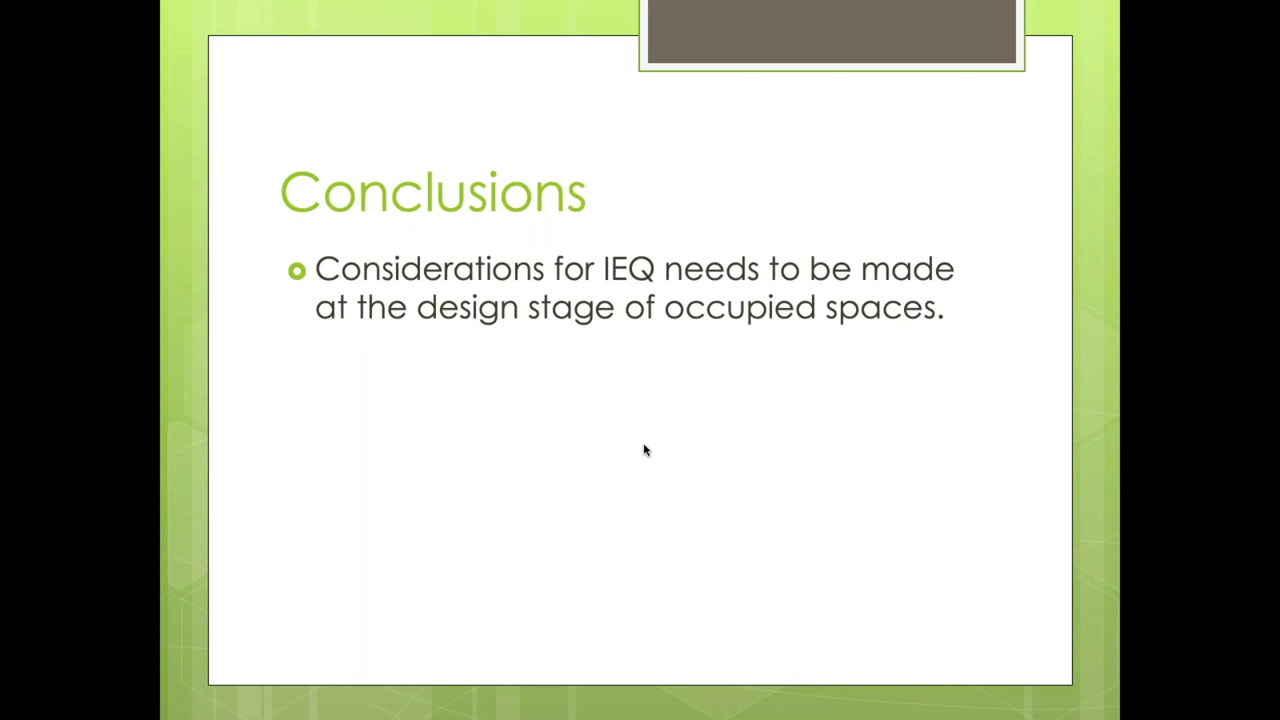 Conclusions
Considerations for IEQ needs to be made
at the design stage of occupied spaces.